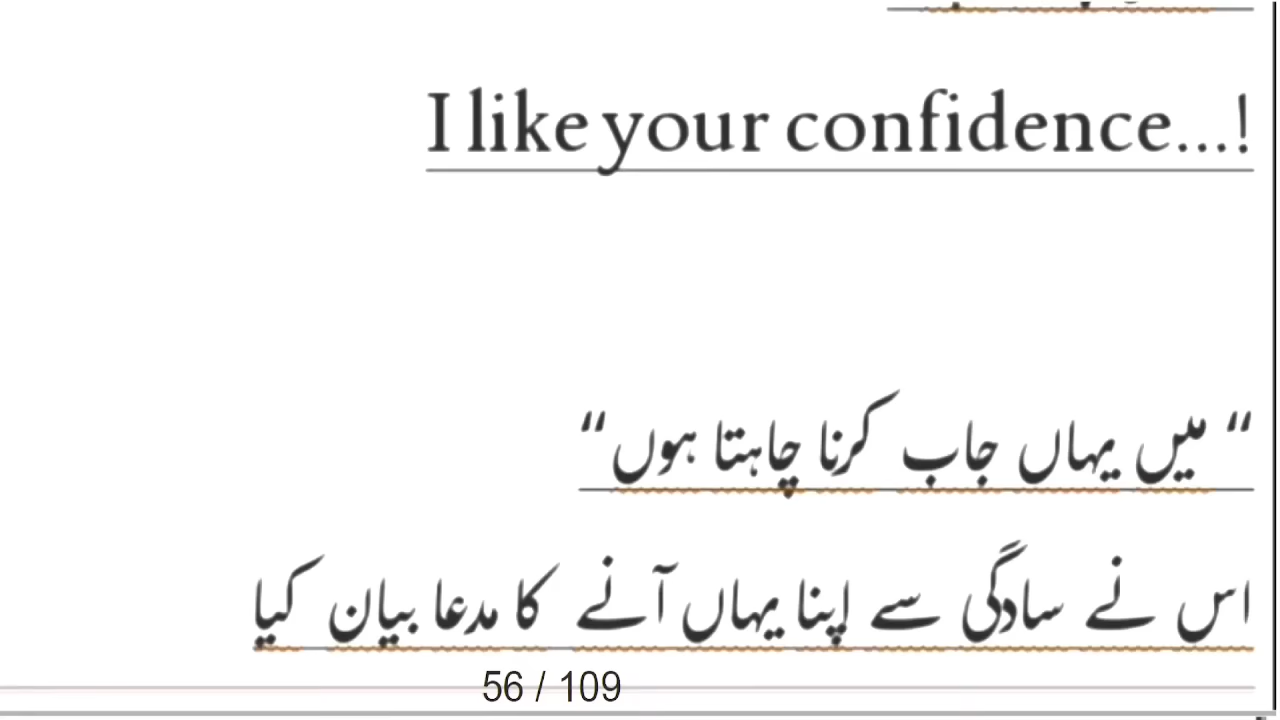 I like your confidence...!
“ میں یہاں جاب کرنا چاہتا ہوں“
اس نے سادگی سے اپنا یہاں آنے کا مدعا بیان کیا
56 / 109